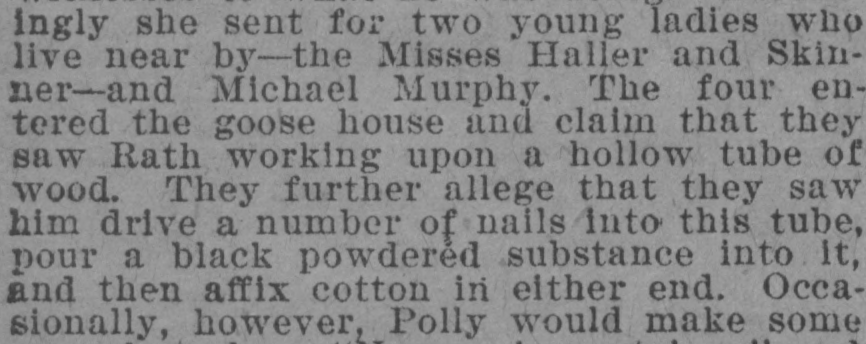 ingly she sent for two young ladies who
live near by—the Misses Haller and Skin-
ner—and Michael Murphy. The four en-
tered the goose house and claim that they
saw Rath working upon a hollow tube of
wood. They further allege that they saw
him drive a number of nails into this tube,
pour a black powdered substance into it,
and then affix cotton in either end. Occa-
sionally, however, Polly would make some